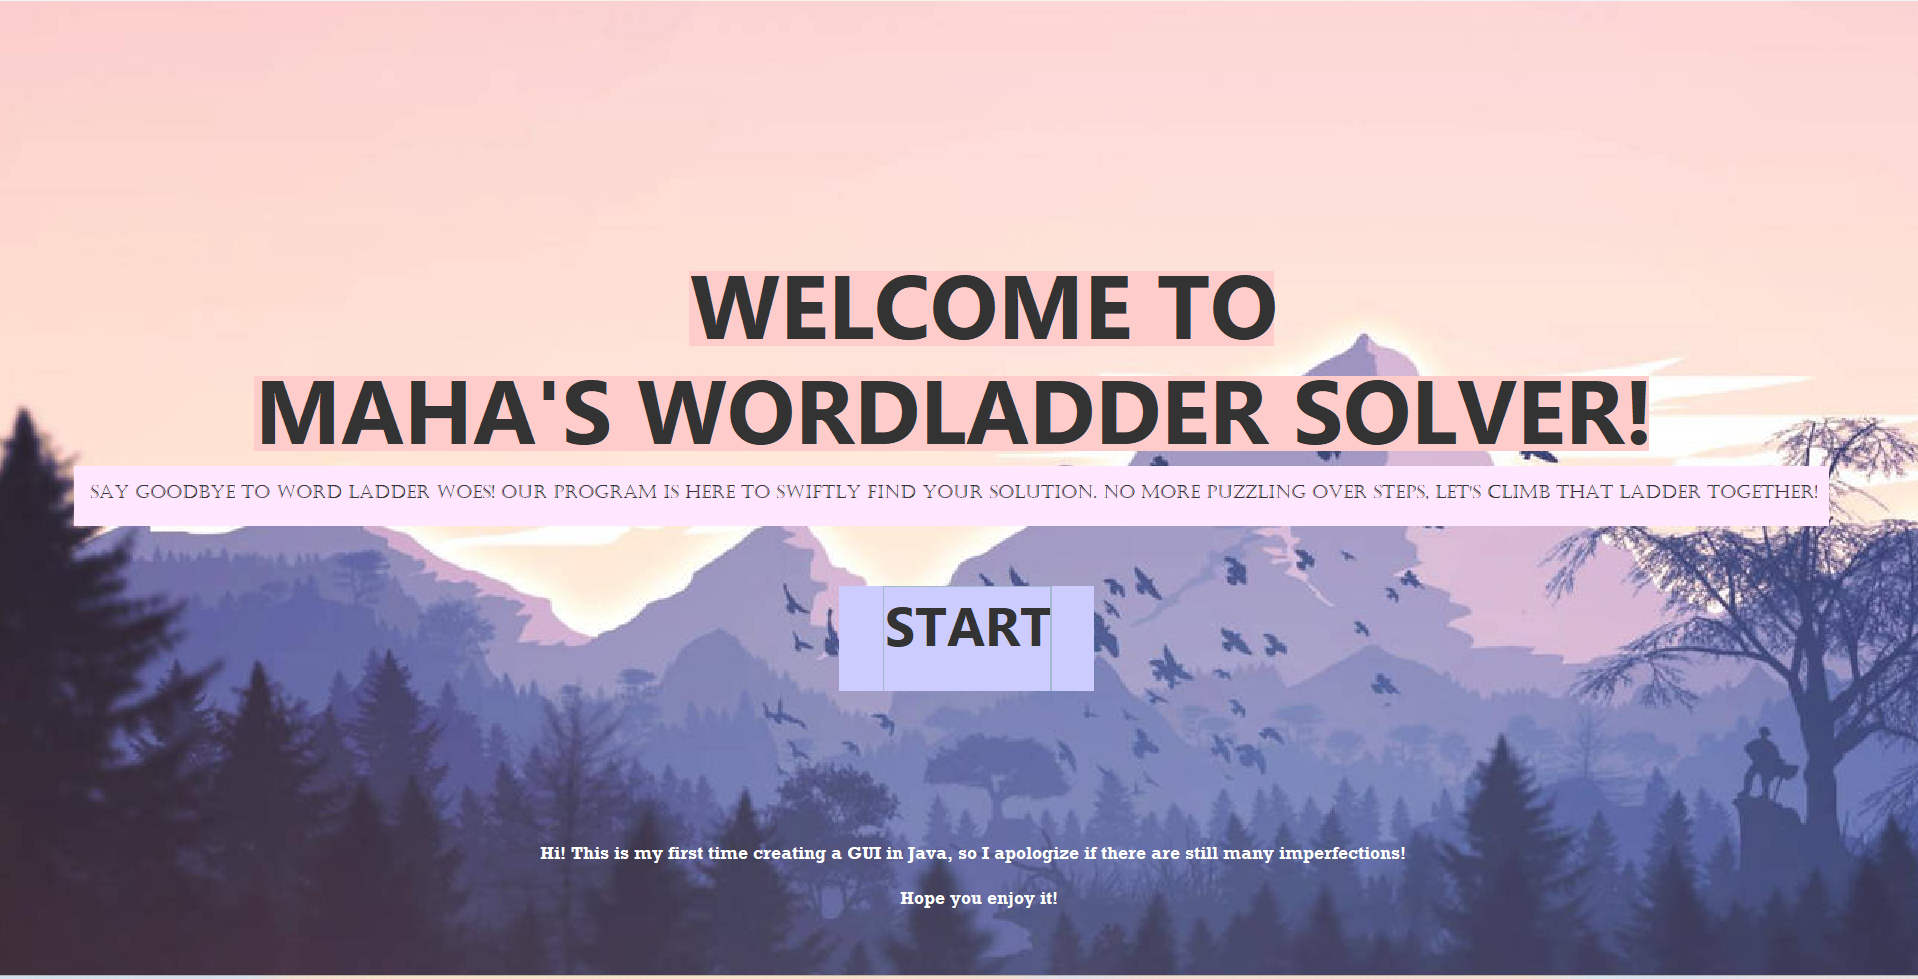 WELCOME TO
MAHA'S WORDLADDER SOLVER!
SAY GOODBYE TO WORD LADDER WOES! OUR PROGRAM IS HERE TO SWIFTLY FIND YOUR SOLUTION. NO MORE PUZZLING OVER STEPS, LET'S CLIMB THAT LADDER TOGETHER!
START
Hi! This is my first time creating a GUI in Java, so I apologize if there are still many imperfections!
Hope you enjoy it!